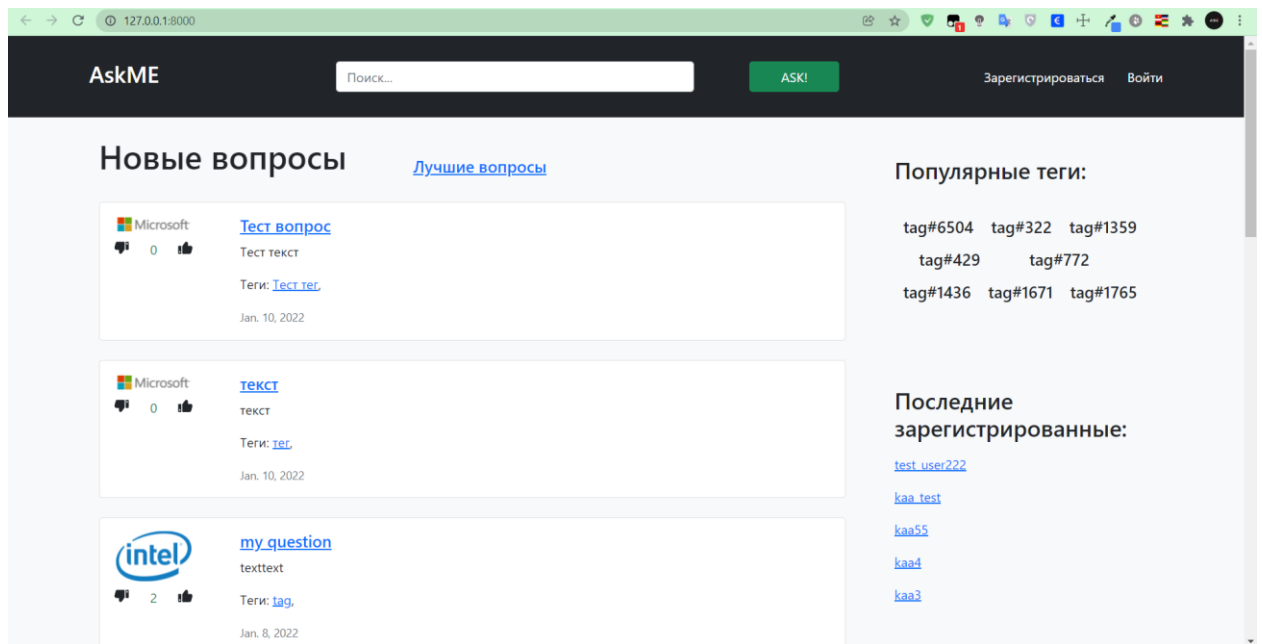 127.0.0.1:8000
AskME
Поиск...
ASK!
Зарегистрироваться Войти
Новые вопросы
Лучшие вопросы
Microsoft
0
Тест вопрос
Тест текст
Теги: Тест тег,
Jan. 10, 2022
Microsoft
0
текст
текст
Теги: тег,
Jan. 10, 2022
intel
2
my question
texttext
Теги: tag,
Jan. 8, 2022
Популярные теги:
tag#6504 tag#322 tag#1359
tag#429 tag#772
tag#1436 tag#1671 tag#1765
Последние
зарегистрированные:
test_user222
kaa_test
kaa55
kaa4
kaa3